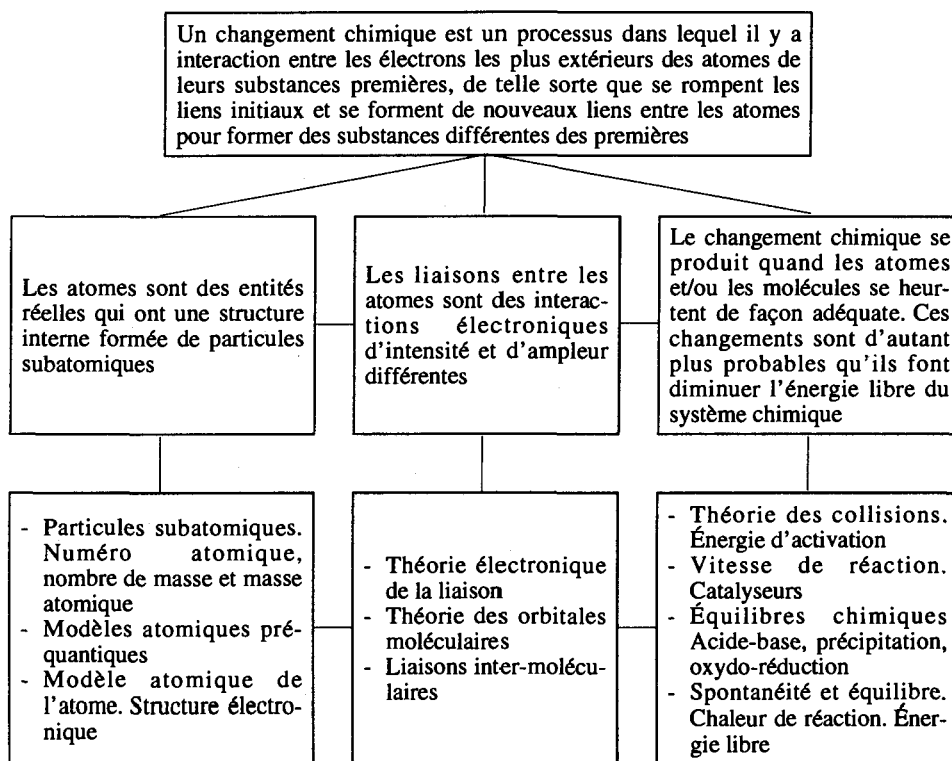 Un changement chimique est un processus dans lequel il y a
interaction entre les électrons les plus extérieurs des atomes de
leurs substances premières, de telle sorte que se rompent les
liens initiaux et se forment de nouveaux liens entre les atomes
pour former des substances différentes des premières
Les atomes sont des entités
réelles qui ont une structure
interne formée de particules
subatomiques
Les liaisons entre les
atomes sont des interac-
tions électroniques
d'intensité et d'ampleur
différentes
Le changement chimique se
produit quand les atomes
et/ou les molécules se heur-
tent de façon adéquate. Ces
changements sont d'autant
plus probables qu'ils font
diminuer l'énergie libre du
système chimique
- Particules subatomiques.
Numéro atomique,
nombre de masse et masse
atomique
- Modèles atomiques pré-
quantiques
- Modèle atomique de
l'atome. Structure électro-
nique
- Théorie électronique
de la liaison
- Théorie des orbitales
moléculaires
- Liaisons inter-molécu-
laires
- Théorie des collisions.
Énergie d'activation
- Vitesse de réaction.
Catalyseurs
- Équilibres chimiques
Acide-base, précipitation,
oxydo-réduction
- Spontanéité et équilibre.
Chaleur de réaction. Éner-
gie libre